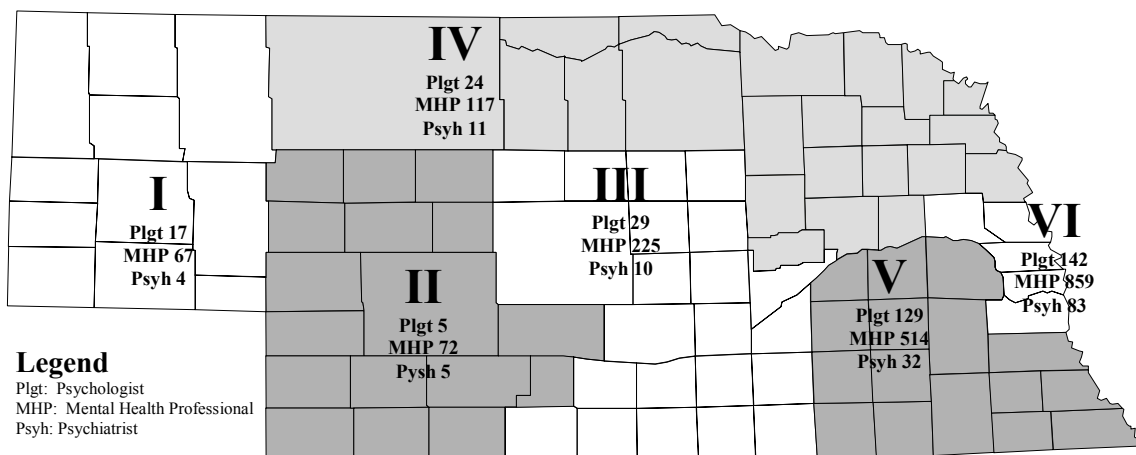 IV
Plgt 24
MHP 117
Psyh 11
I
Plgt 17
MHP 67
Psyh 4
III
Plgt 29
MHP 225
Psyh 10
VI
Plgt 142
MHP 859
Psyh 83
II
Plgt 5
MHP 72
Pysh 5
V
Plgt 129
MHP 514
Psyh 32
Legend
Plgt: Psychologist
MHP: Mental Health Professional
Psyh: Psychiatrist